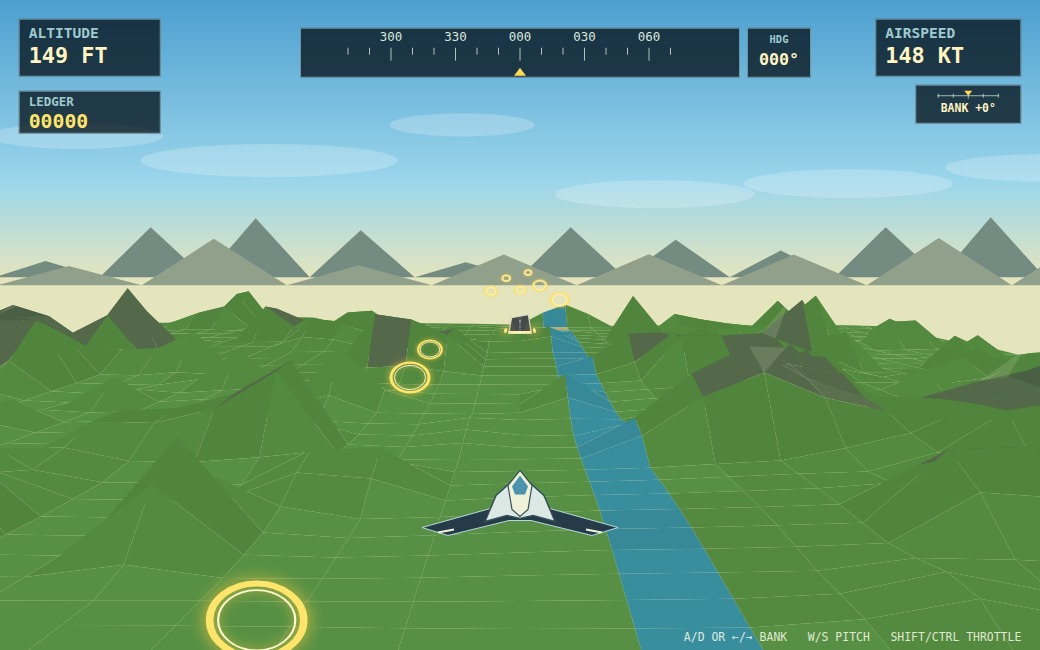 ALTITUDE
149 FT
LEDGER
00000
300 330 000 030 060
HDG
000°
AIRSPEED
148 KT
BANK +0°
A/D OR ←/→ BANK W/S PITCH SHIFT/CTRL THROTTLE